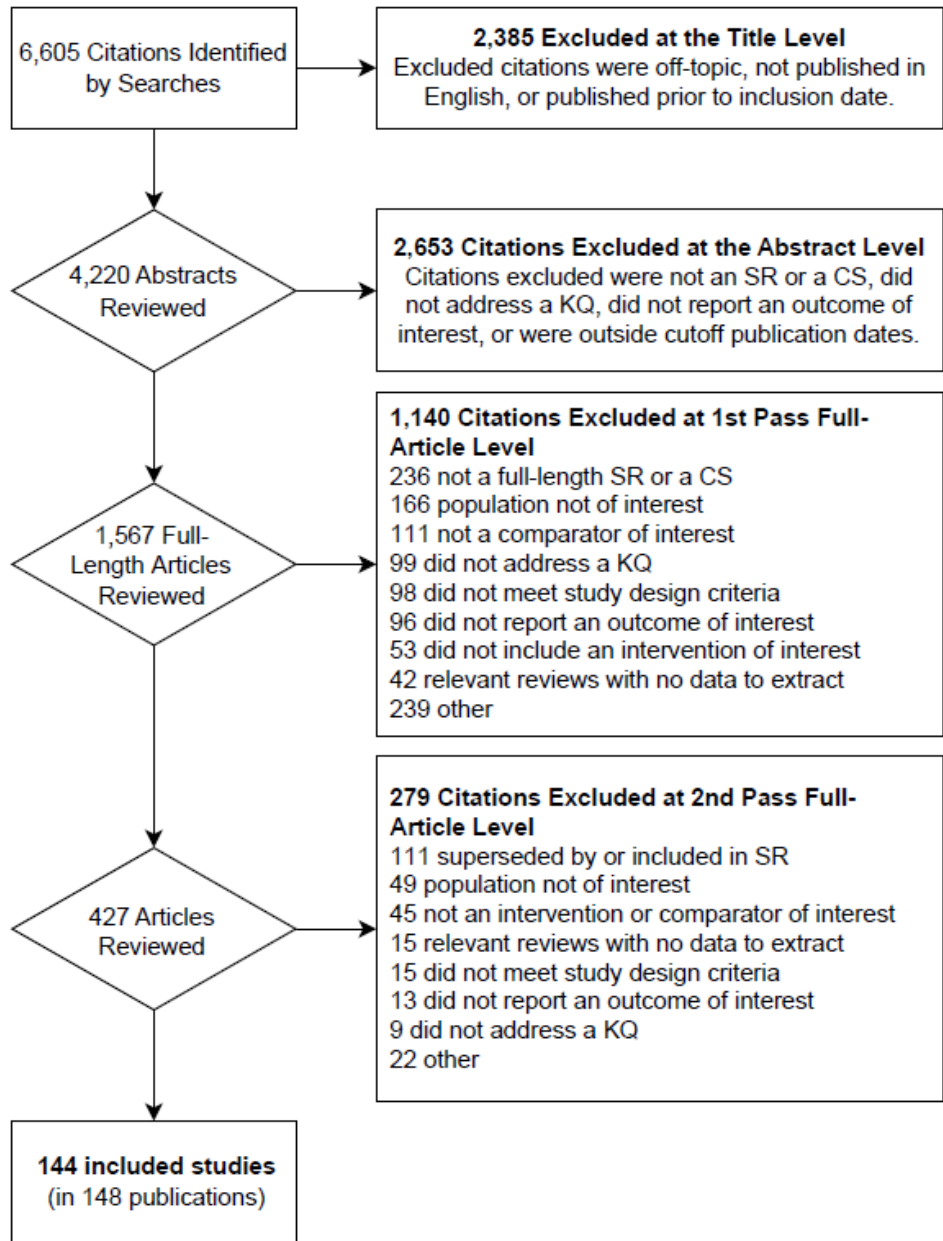 6,605 Citations Identified
by Searches
2,385 Excluded at the Title Level
Excluded citations were off-topic, not published in
English, or published prior to inclusion date.
4,220 Abstracts
Reviewed
2,653 Citations Excluded at the Abstract Level
Citations excluded were not an SR or a CS, did
not address a KQ, did not report an outcome of
interest, or were outside cutoff publication dates.
1,567 Full-
Length Articles
Reviewed
1,140 Citations Excluded at 1st Pass Full-
Article Level
236 not a full-length SR or a CS
166 population not of interest
111 not a comparator of interest
99 did not address a KQ
98 did not meet study design criteria
96 did not report an outcome of interest
53 did not include an intervention of interest
42 relevant reviews with no data to extract
239 other
427 Articles
Reviewed
279 Citations Excluded at 2nd Pass Full-
Article Level
111 superseded by or included in SR
49 population not of interest
45 not an intervention or comparator of interest
15 relevant reviews with no data to extract
15 did not meet study design criteria
13 did not report an outcome of interest
9 did not address a KQ
22 other
144 included studies
(in 148 publications)